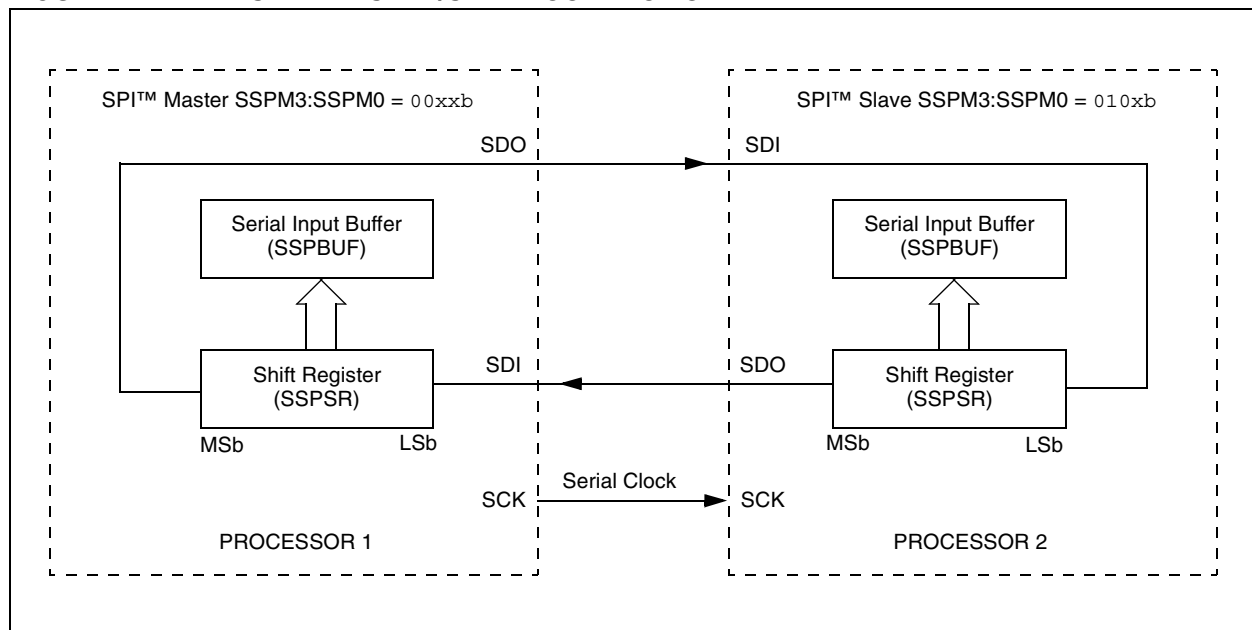 SPI™ Master SSPM3:SSPM0 = 00xxb
SPI™ Slave SSPM3:SSPM0 = 010xb
SDO
SDI
Serial Input Buffer
(SSPBUF)
Serial Input Buffer
(SSPBUF)
Shift Register
(SSPSR)
MSb
LSb
SDI
SDO
Shift Register
(SSPSR)
MSb
LSb
SCK
Serial Clock
SCK
PROCESSOR 1
PROCESSOR 2